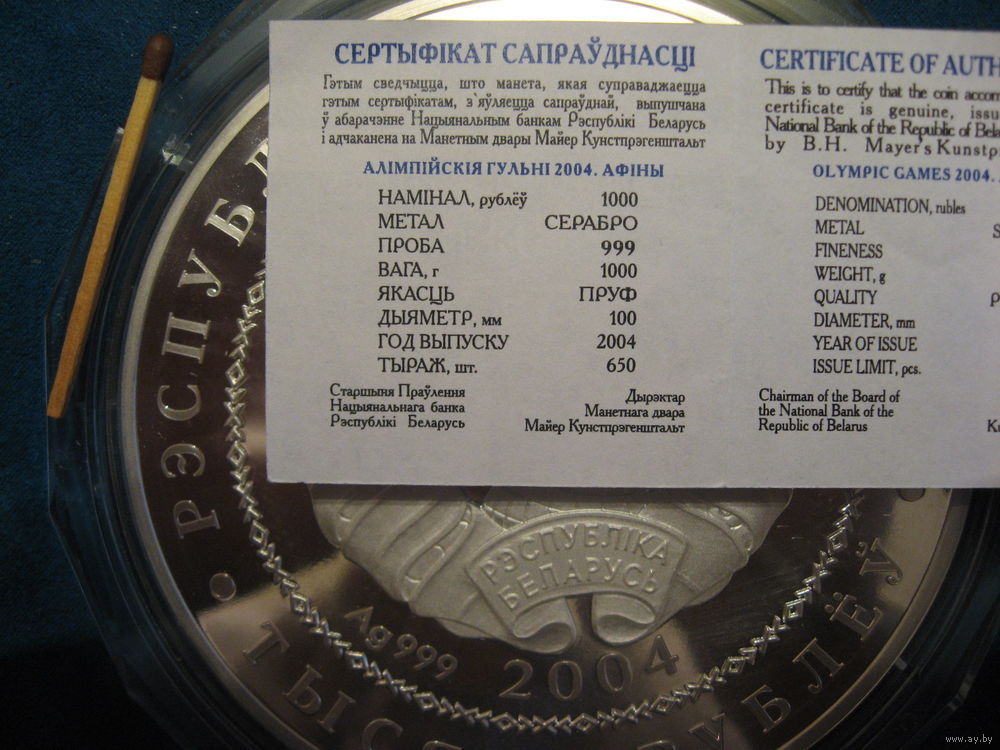 СЕРТЫФІКАТ САПРАЎДНАСЦІ
Гэтым сведчыцца, што манета, якая суправаджаецца
гэтым сертыфікатам, з`яўляецца сапраўднай, выпушчана
ў абарачэнне Нацыянальным банкам Рэспублікі Беларусь
і адчаканена на Манетным двары Майер Кунстпрэгенштальт
АЛІМПІЙСКІЯ ГУЛЬНІ 2004. АФІНЫ
НАМІНАЛ, рублёў 1000
МЕТАЛ СЕРАБРО
ПРОБА 999
ВАГА, г 1000
ЯКАСЦЬ ПРУФ
ДЫЯМЕТР, мм 100
ГОД ВЫПУСКУ 2004
ТЫРАЖ, шт. 650
Старшыня Праўлення
Нацыянальнага банка
Рэспублікі Беларусь
Дырэктар
Манетнага двара
Майер Кунстпрэгенштальт
CERTIFICATE OF AUTH
This is to certify that the coin accom
certificate is genuine, issu
National Bank of the Republic of Bela
by B.H. Mayer's Kunstp
OLYMPIC GAMES 2004.
DENOMINATION, rubles
METAL S
FINENESS
WEIGHT, g
QUALITY P
DIAMETER, mm
YEAR OF ISSUE
ISSUE LIMIT, pcs.
Chairman of the Board of
the National Bank of the
Republic of Belarus
Ku
РЭСПУБЛ
РЭСПУБЛІКА
БЕЛАРУСЬ
Ag 999
2004
ТЫСЯ РУБЛЁЎ
www.ay.by